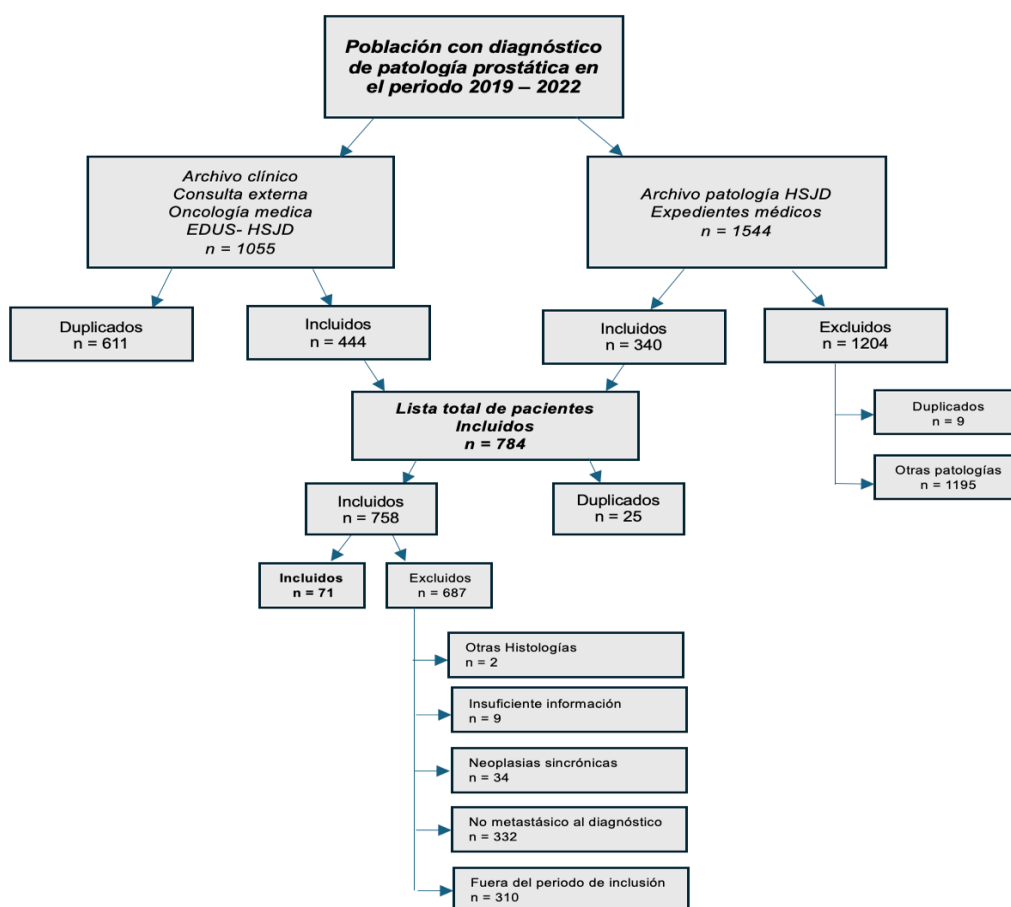 Población con diagnóstico
de patología prostática en
el periodo 2019 – 2022
Archivo clínico
Consulta externa
Oncología medica
EDUS- HSJD
n = 1055
Archivo patología HSJD
Expedientes médicos
n = 1544
Duplicados
n = 611
Incluidos
n = 444
Incluidos
n = 340
Excluidos
n = 1204
Duplicados
n = 9
Otras patologías
n = 1195
Lista total de pacientes
Incluidos
n = 784
Incluidos
n = 758
Duplicados
n = 25
Incluidos
n = 71
Excluidos
n = 687
Otras Histologías
n = 2
Insuficiente información
n = 9
Neoplasias sincrónicas
n = 34
No metastásico al diagnóstico
n = 332
Fuera del periodo de inclusión
n = 310